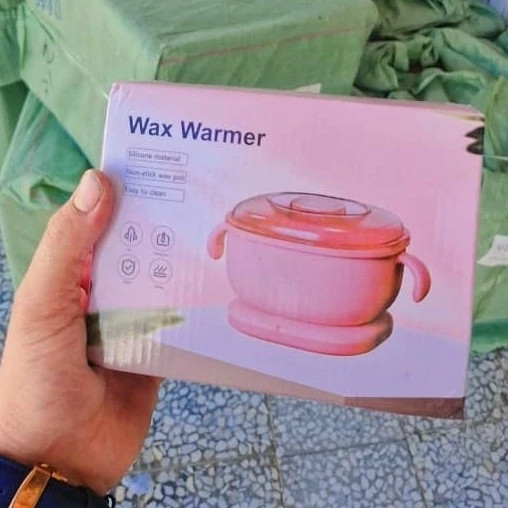 Wax Warmer
Silicone material
Non-stick wax pot
Easy to clean